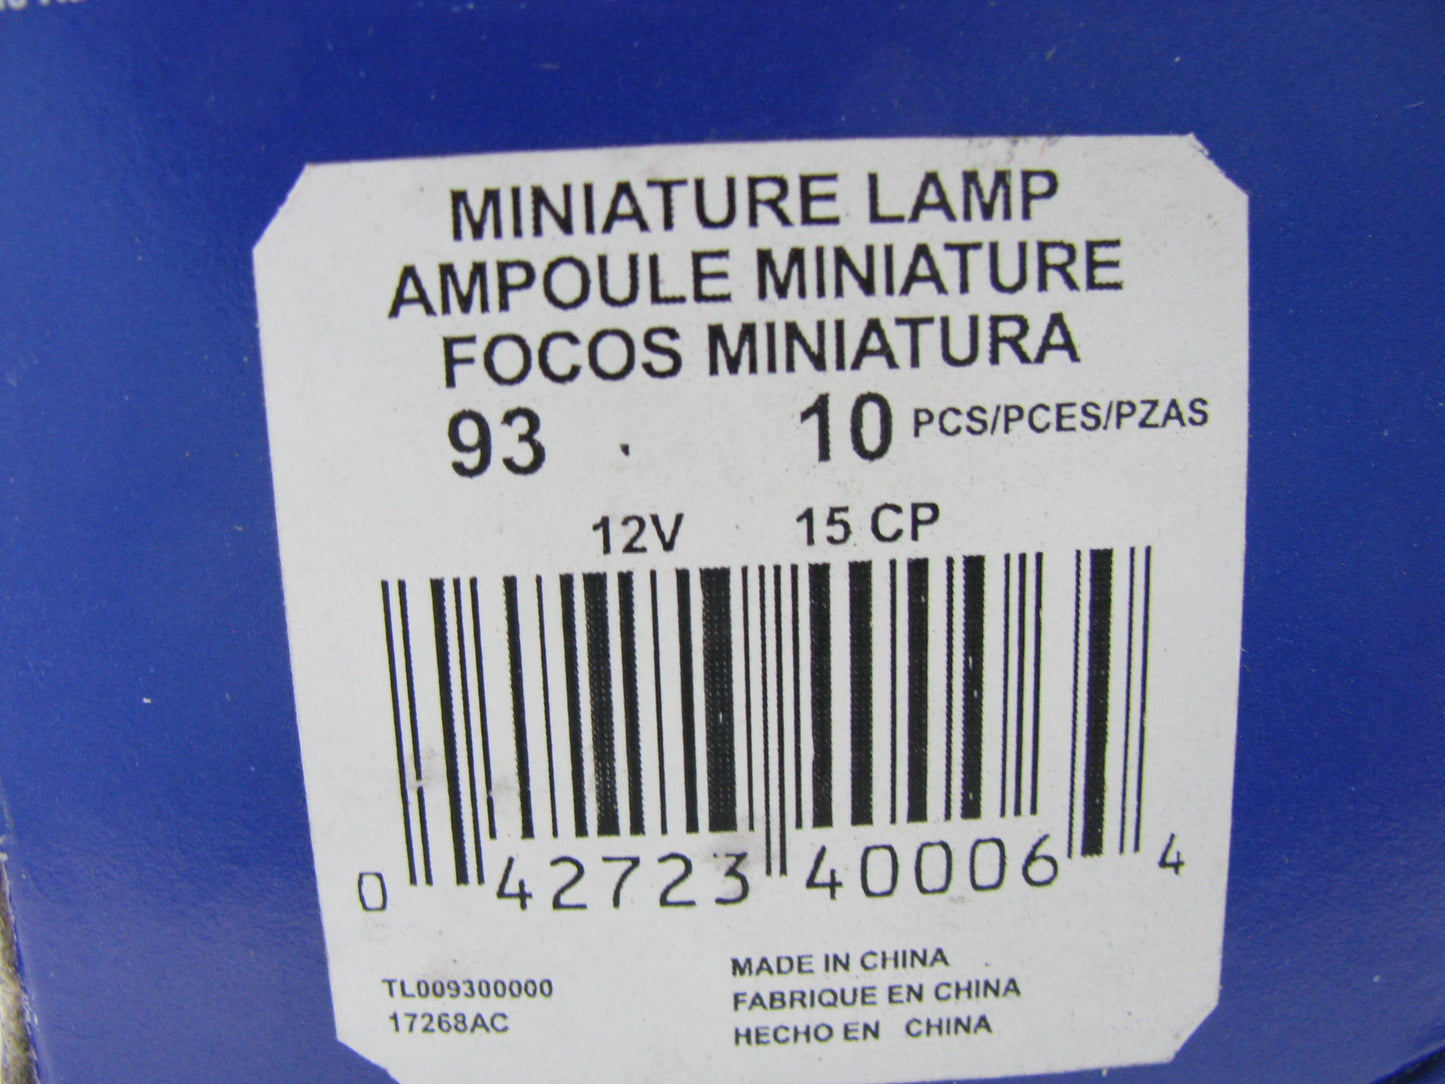 MINIATURE LAMP
AMPOULE MINIATURE
FOCOS MINIATURA
93 . 10 PCS/PCES/PZAS
12V 15 CP
0 42723 40006 4
TL009300000
17268AC
MADE IN CHINA
FABRIQUE EN CHINA
HECHO EN CHINA